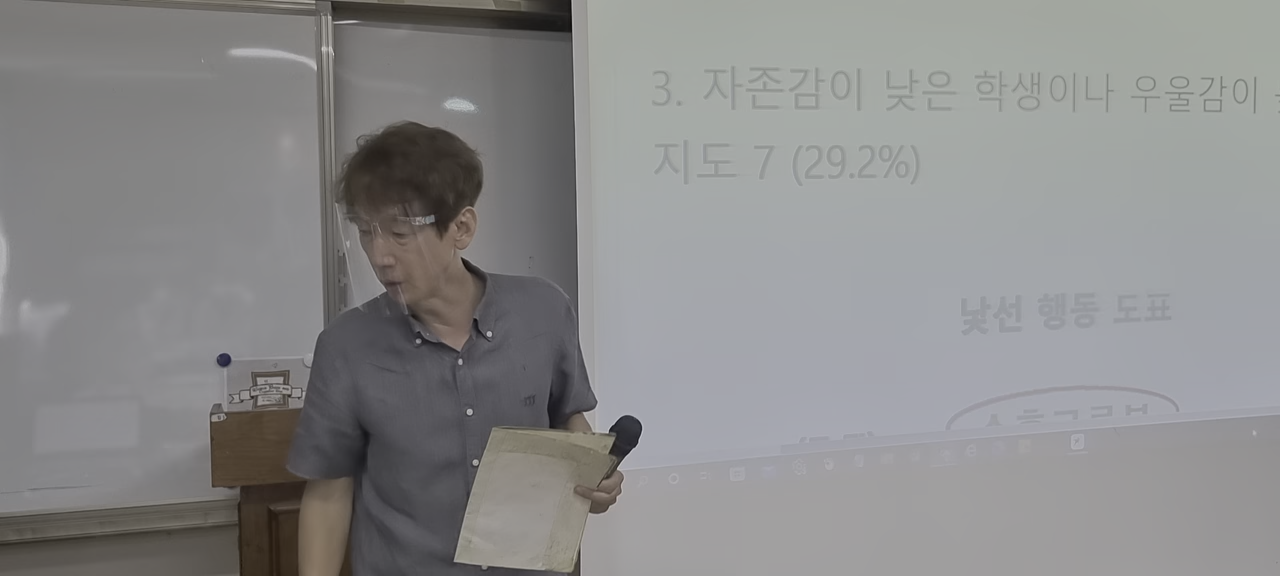 3. 자존감이 낮은 학생이나 우울감이
지도 7 (29.2%)
낯선 행동 도표